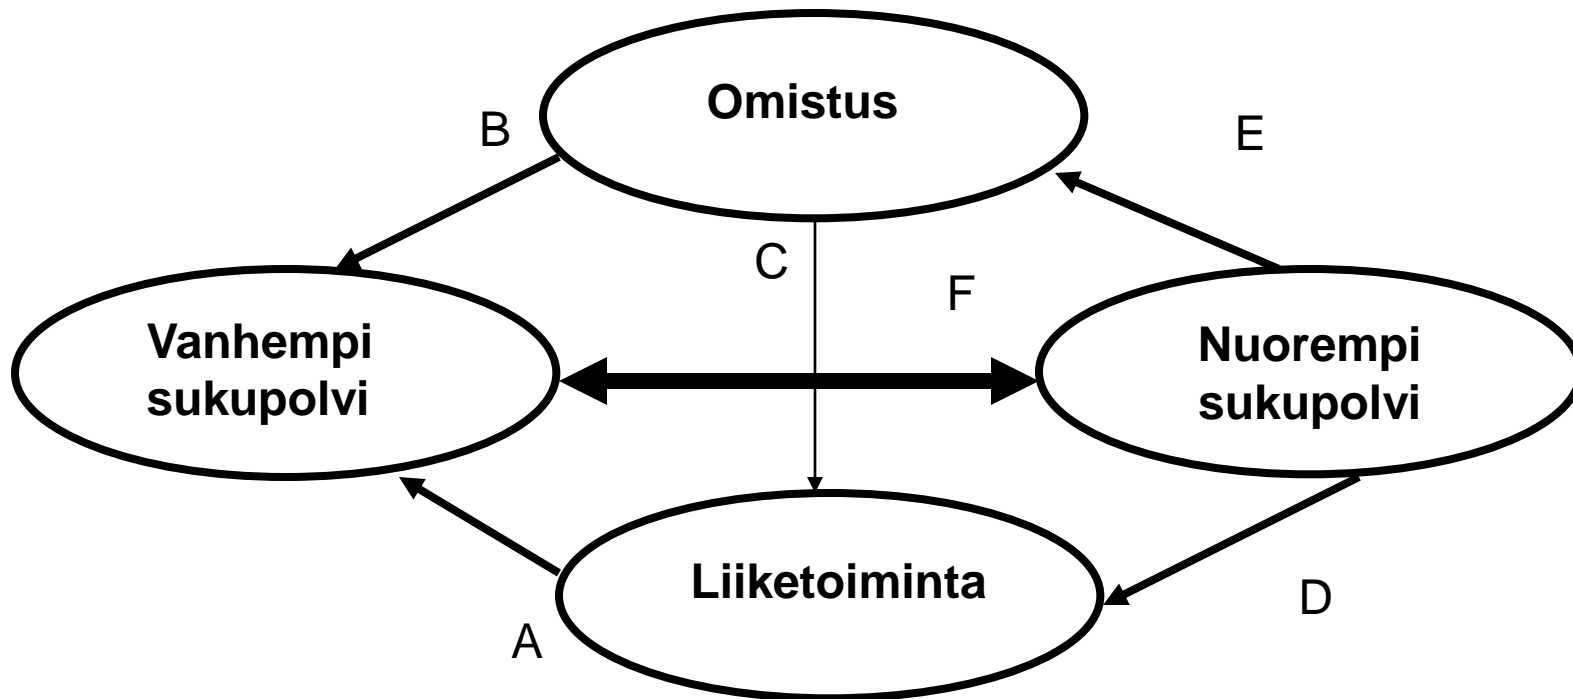 Omistus
B
E
C
F
Vanhempi
sukupolvi
Nuorempi
sukupolvi
Liiketoiminta
D
A